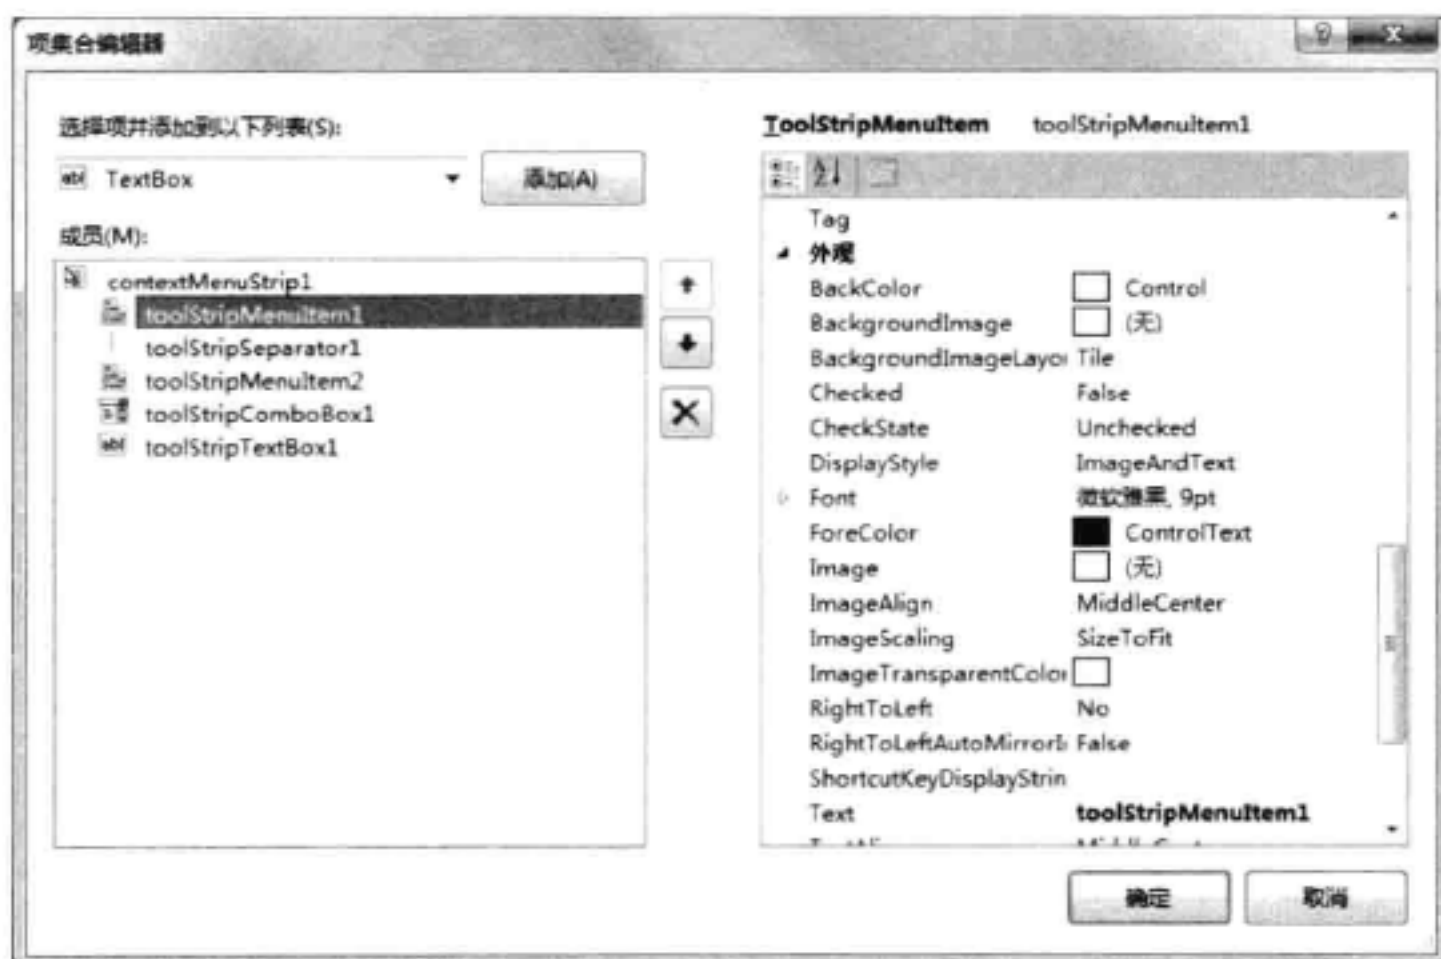 项集合编辑器
选择项并添加到以下列表(S):
TextBox
添加(A)
成员(M):
contextMenuStrip1
toolStripMenuItem1
toolStripSeparator1
toolStripMenuItem2
toolStripComboBox1
toolStripTextBox1
ToolStripMenuItem toolStripMenuItem1
Tag
外观
BackColor Control
BackgroundImage (无)
BackgroundImageLayou Tile
Checked False
CheckState Unchecked
DisplayStyle ImageAndText
Font 微软雅黑, 9pt
ForeColor ControlText
Image (无)
ImageAlign MiddleCenter
ImageScaling SizeToFit
ImageTransparentColor
RightToLeft No
RightToLeftAutoMirrorI False
ShortcutKeyDisplayStrin
Text toolStripMenuItem1
确定
取消